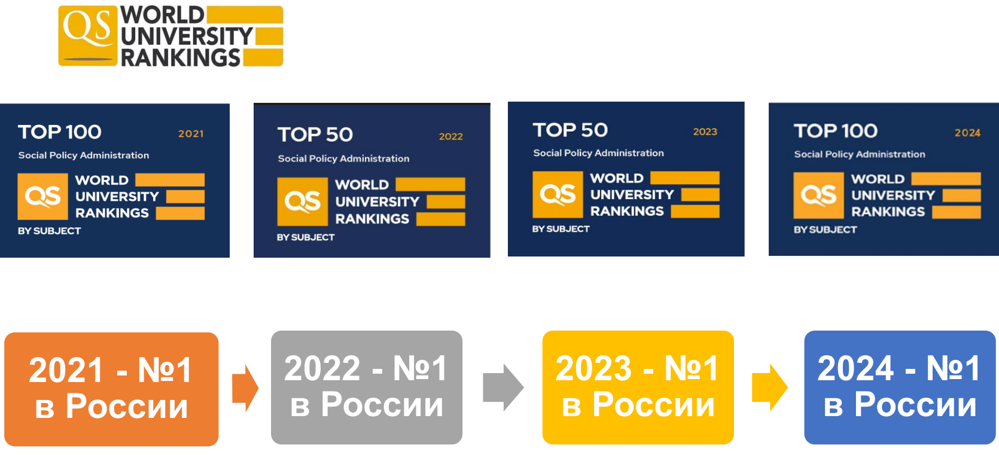 QS WORLD
UNIVERSITY
RANKINGS
TOP 100 2021
Social Policy Administration
QS WORLD
UNIVERSITY
RANKINGS
BY SUBJECT
TOP 50 2022
Social Policy Administration
QS WORLD
UNIVERSITY
RANKINGS
BY SUBJECT
TOP 50 2023
Social Policy Administration
QS WORLD
UNIVERSITY
RANKINGS
BY SUBJECT
TOP 100 2024
Social Policy Administration
QS WORLD
UNIVERSITY
RANKINGS
BY SUBJECT
2021 - №1
в России
2022 - №1
в России
2023 - №1
в России
2024 - №1
в России